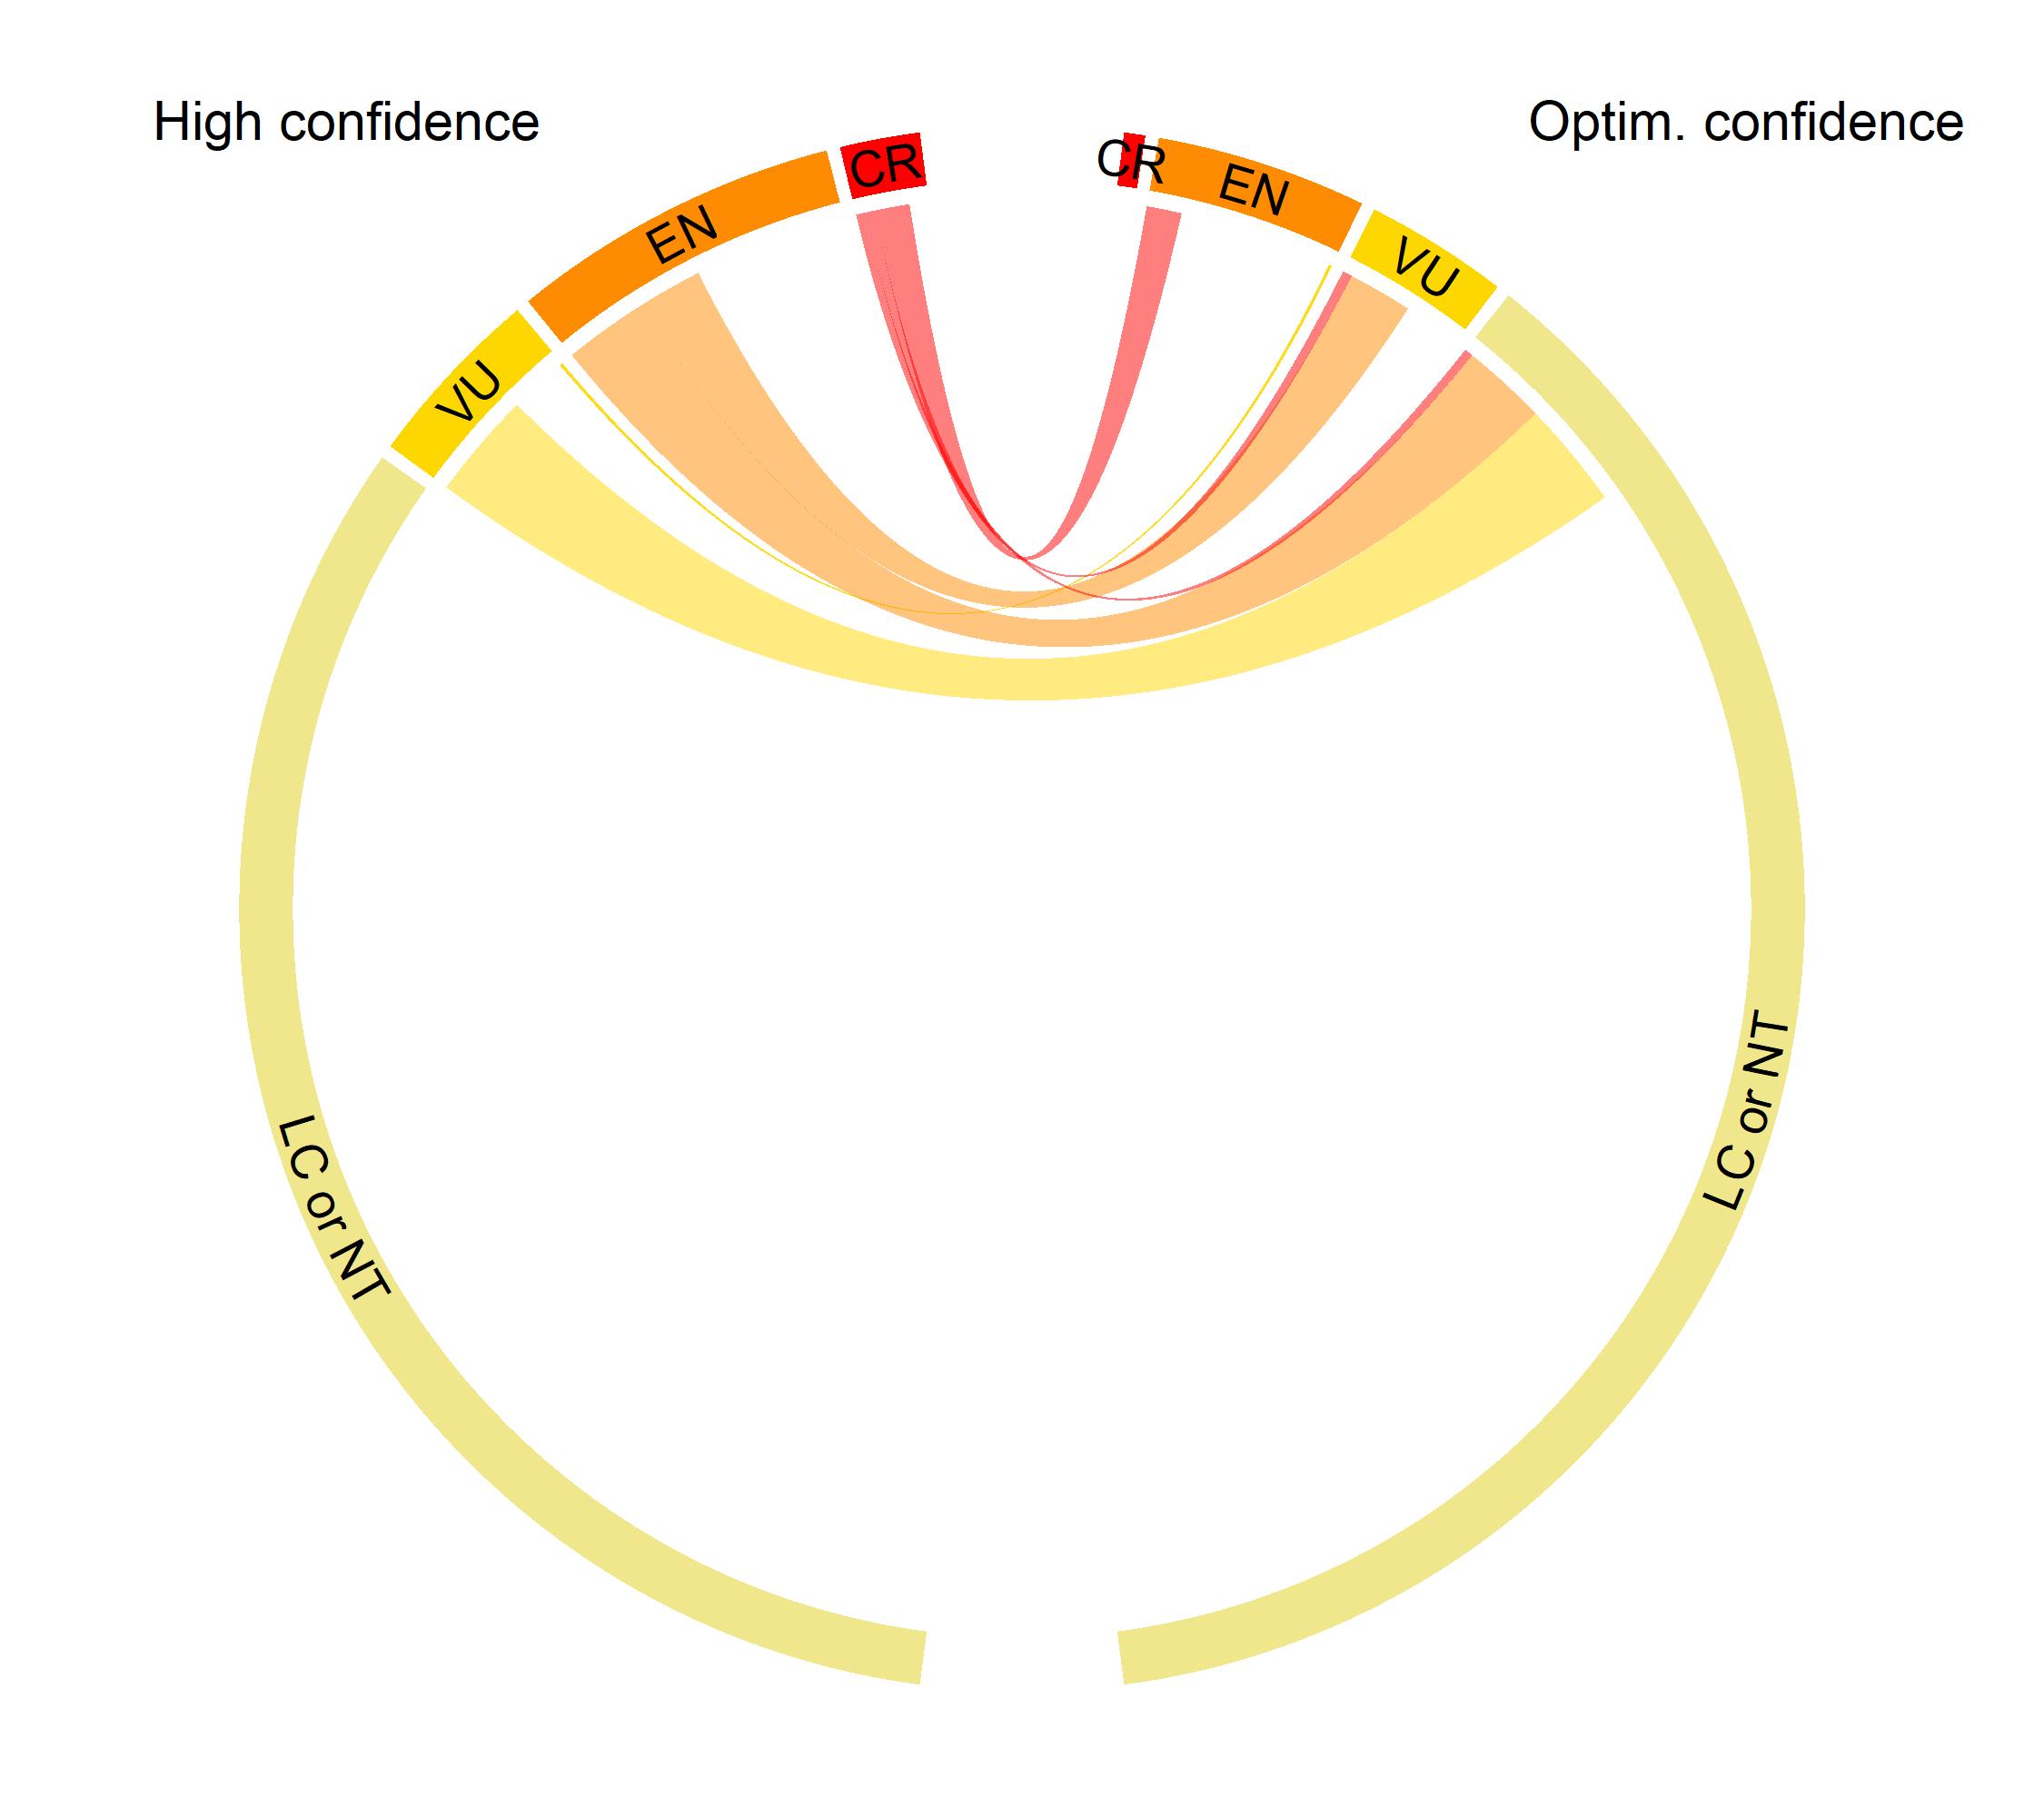 High confidence
Optim. confidence
CR
CR
EN
EN
VU
VU
LC or NT
LC or NT